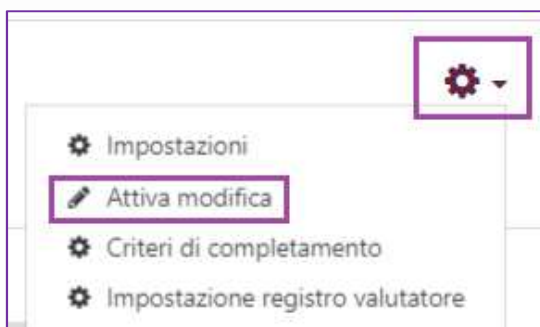 Impostazioni
Attiva modifica
Criteri di completamento
Impostazione registro valutatore